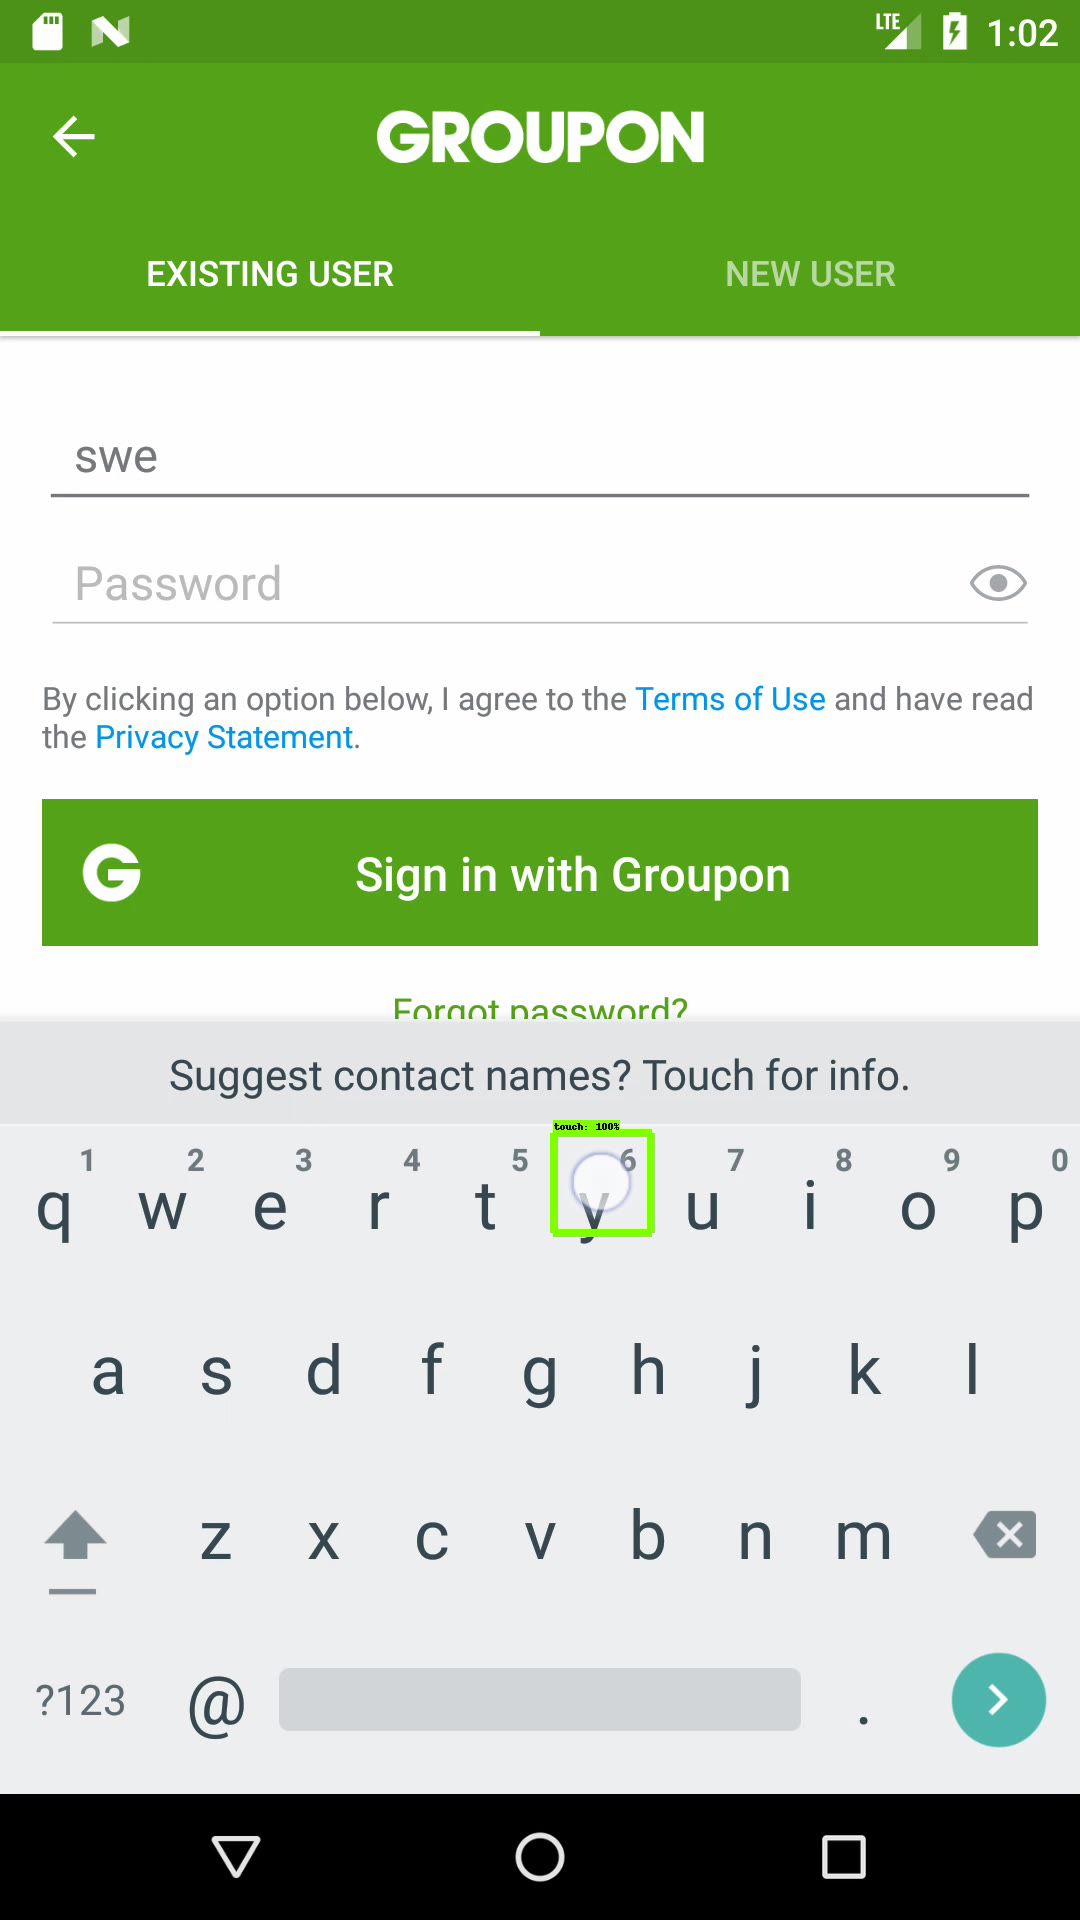 LTE 1:02
GROUPON
EXISTING USER NEW USER
swe
Password
By clicking an option below, I agree to the Terms of Use and have read
the Privacy Statement.
G Sign in with Groupon
Forgot password?
Suggest contact names? Touch for info.
touch: 100%
1 2 3 4 5 6 7 8 9 0
q w e r t y u i o p
a s d f g h j k l
z x c v b n m
?123 @ .